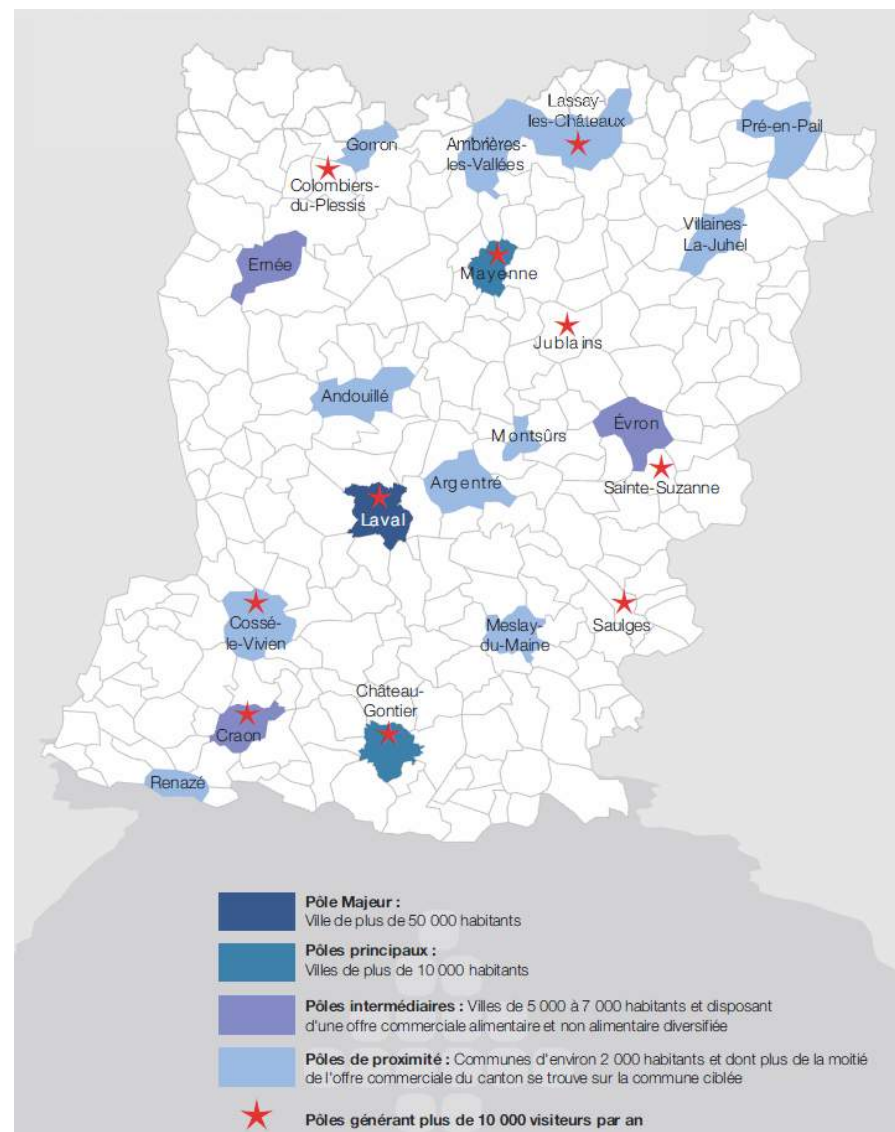 Lassay-
les-Châteaux
Pré-en-Pail
Gorron
Ambrières-
les-Vallées
Colombiers-
du-Plessis
Villaines-
La-Juhel
Ernée
Mayenne
Jublains
Andouillé
Évron
Montsûrs
Argentré
Sainte-Suzanne
Laval
Cossé-
le-Vivien
Meslay-
du-Maine
Saulges
Château-
Gontier
Craon
Renazé
Pôle Majeur :
Ville de plus de 50 000 habitants
Pôles principaux :
Villes de plus de 10 000 habitants
Pôles intermédiaires : Villes de 5 000 à 7 000 habitants et disposant
d'une offre commerciale alimentaire et non alimentaire diversifiée
Pôles de proximité : Communes d'environ 2 000 habitants et dont plus de la moitié
de l'offre commerciale du canton se trouve sur la commune ciblée
Pôles générant plus de 10 000 visiteurs par an